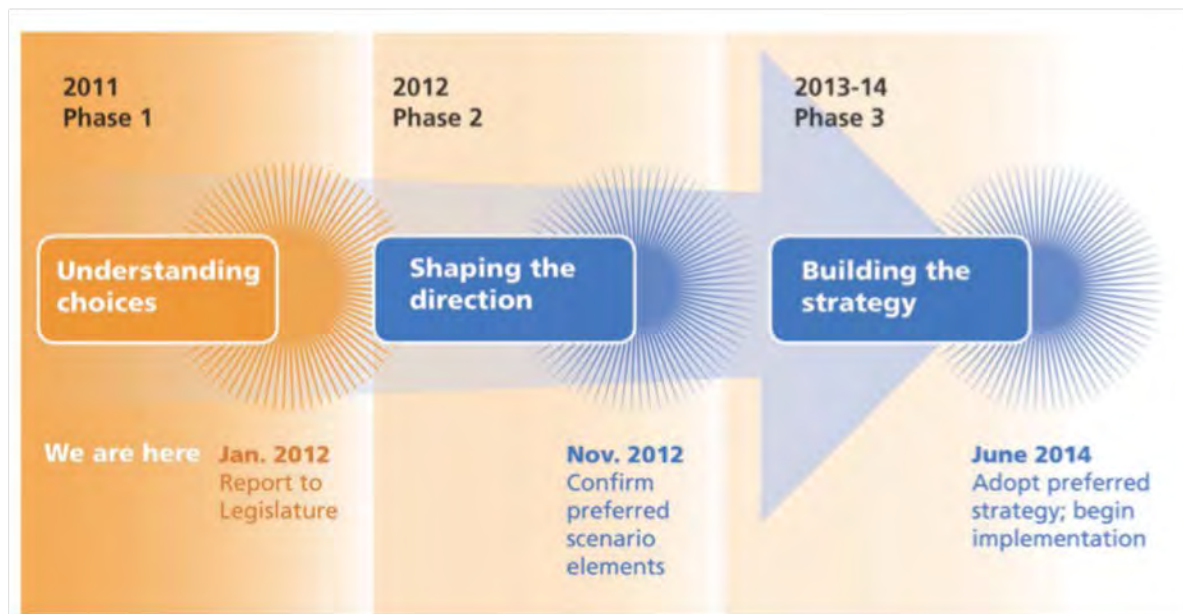 2011
Phase 1
Understanding
choices
We are here
Jan. 2012
Report to
Legislature
2012
Phase 2
Shaping the
direction
Nov. 2012
Confirm
preferred
scenario
elements
2013-14
Phase 3
Building the
strategy
June 2014
Adopt preferred
strategy; begin
implementation